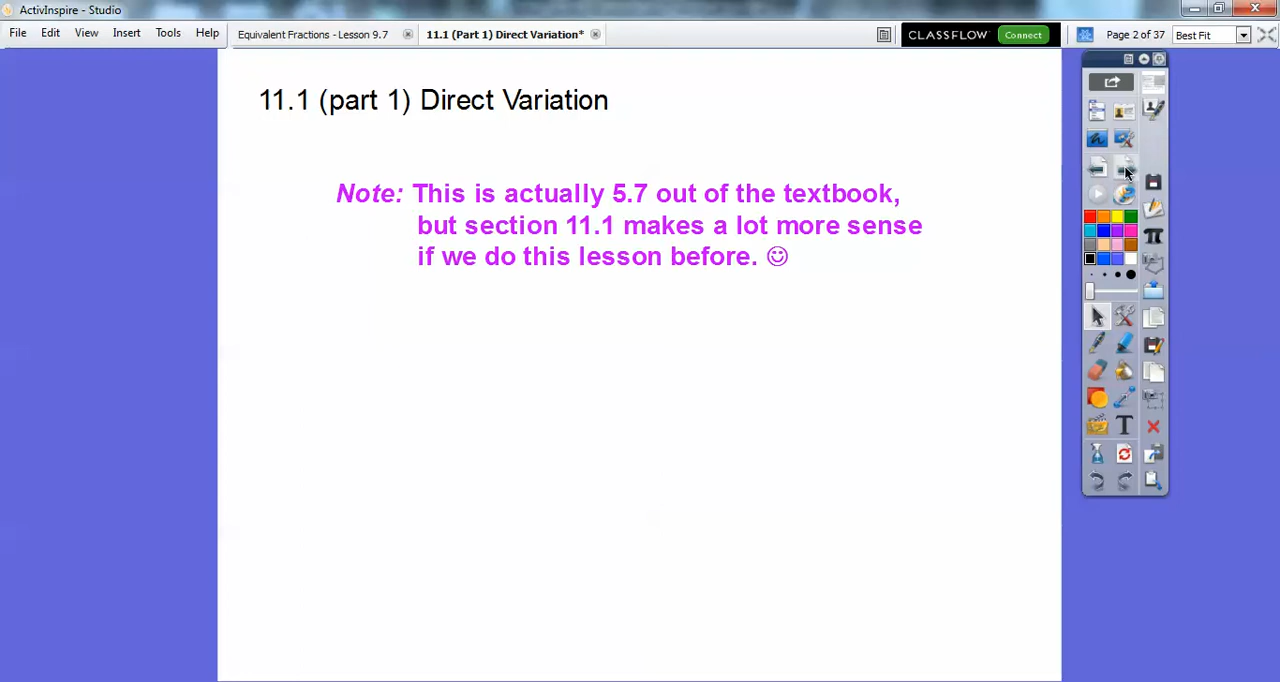 ActivInspire - Studio
File Edit View Insert Tools Help
Equivalent Fractions - Lesson 9.7
11.1 (Part 1) Direct Variation*
CLASSFLOW Connect
Page 2 of 37
Best Fit
11.1 (part 1) Direct Variation
Note: This is actually 5.7 out of the textbook,
but section 11.1 makes a lot more sense
if we do this lesson before. ☺